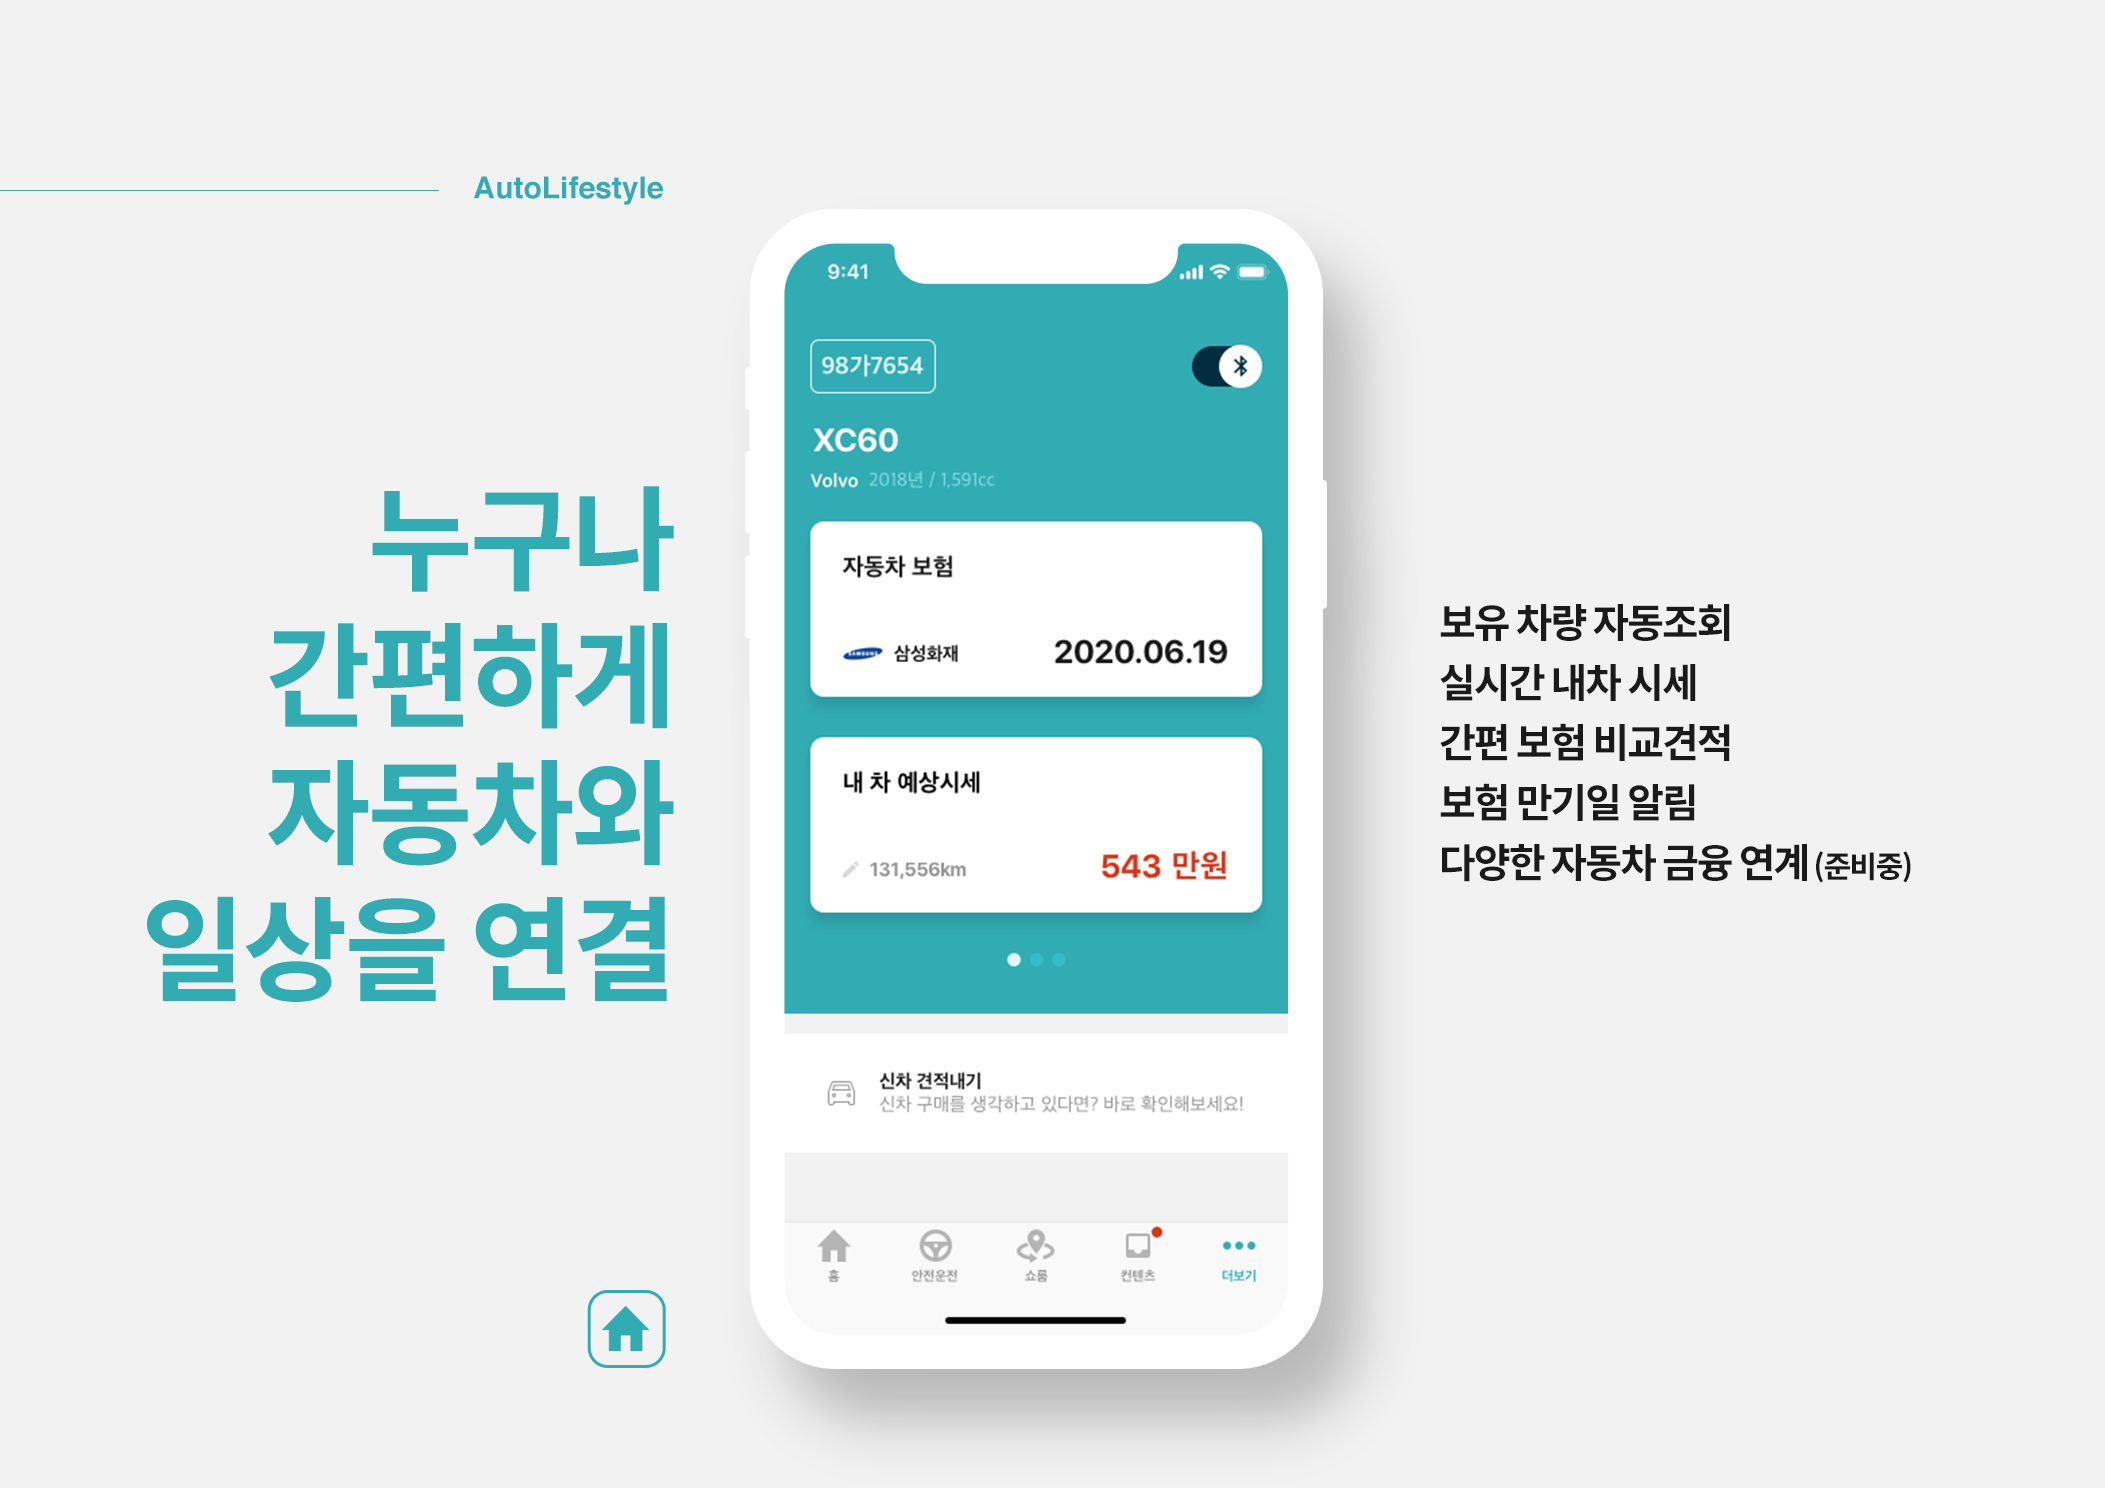 AutoLifestyle
누구나
간편하게
자동차와
일상을 연결
9:41
98가7654
XC60
Volvo 2018년 / 1,591cc
자동차 보험
SAMSUNG 삼성화재 2020.06.19
내 차 예상시세
131,556km 543 만원
신차 견적내기
신차 구매를 생각하고 있다면? 바로 확인해보세요!
홈 안전운전 쇼룸 컨텐츠 더보기
보유 차량 자동조회
실시간 내차 시세
간편 보험 비교견적
보험 만기일 알림
다양한 자동차 금융 연계 (준비중)